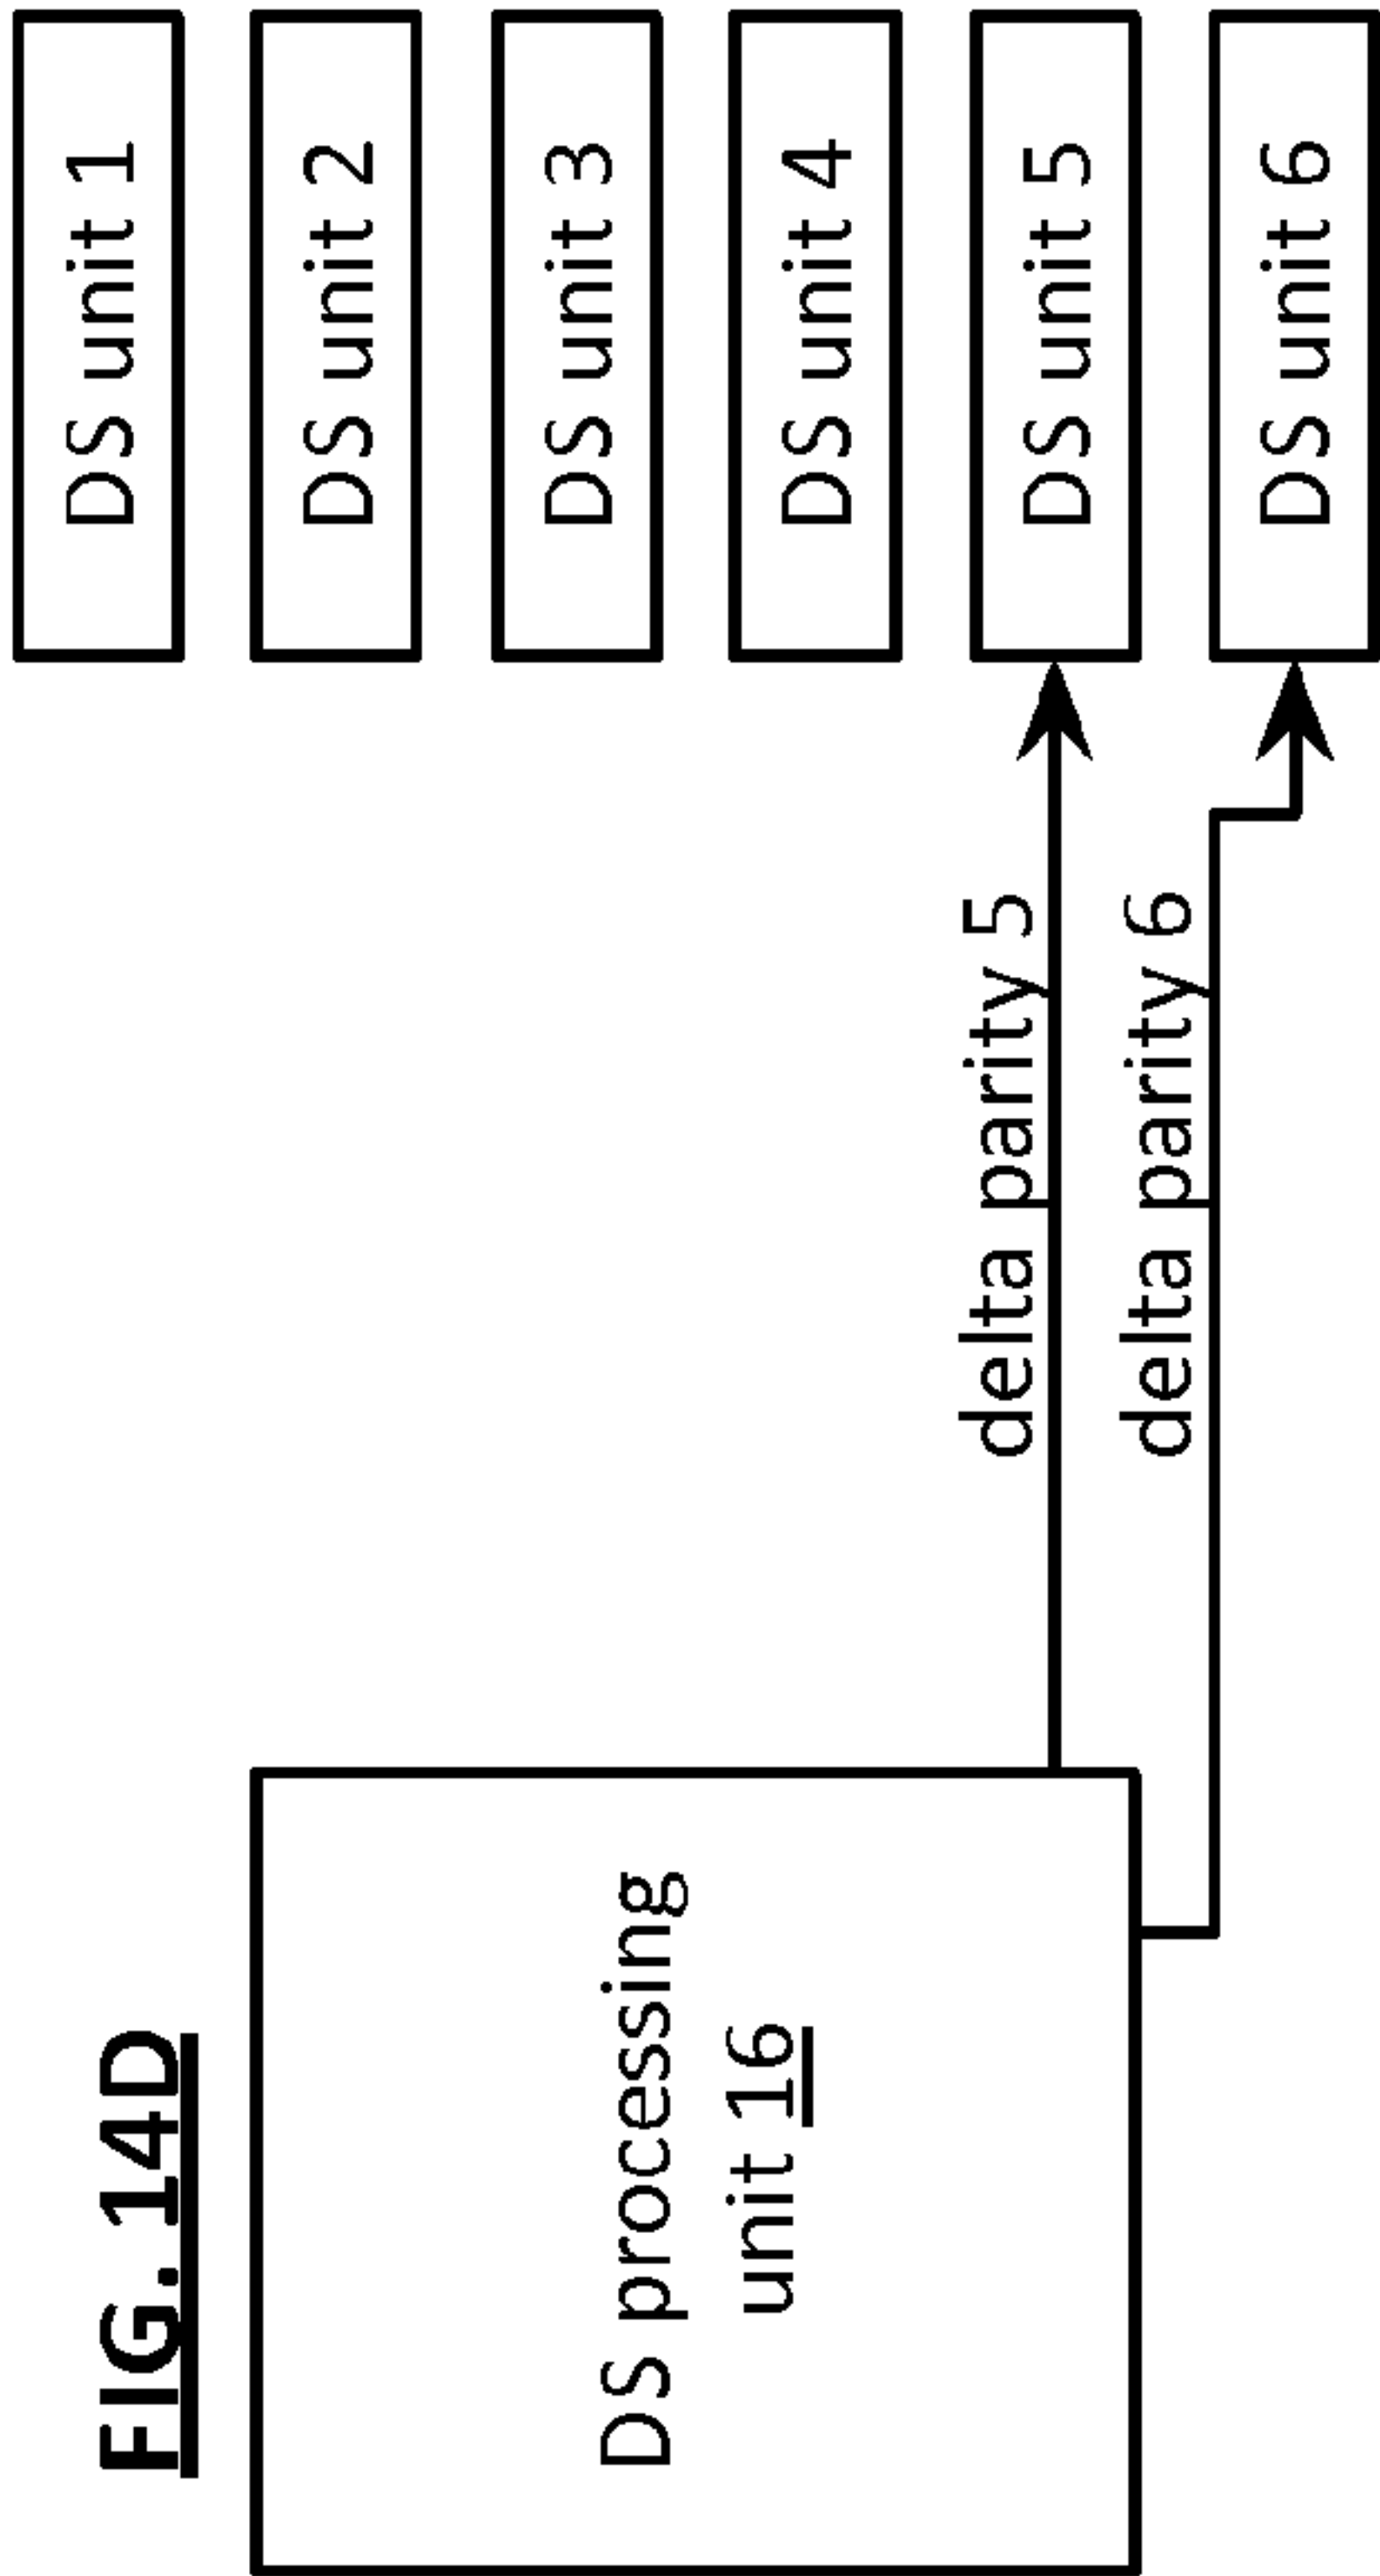 FIG. 14D
DS processing
unit 16
delta parity 5
delta parity 6
DS unit 1
DS unit 2
DS unit 3
DS unit 4
DS unit 5
DS unit 6